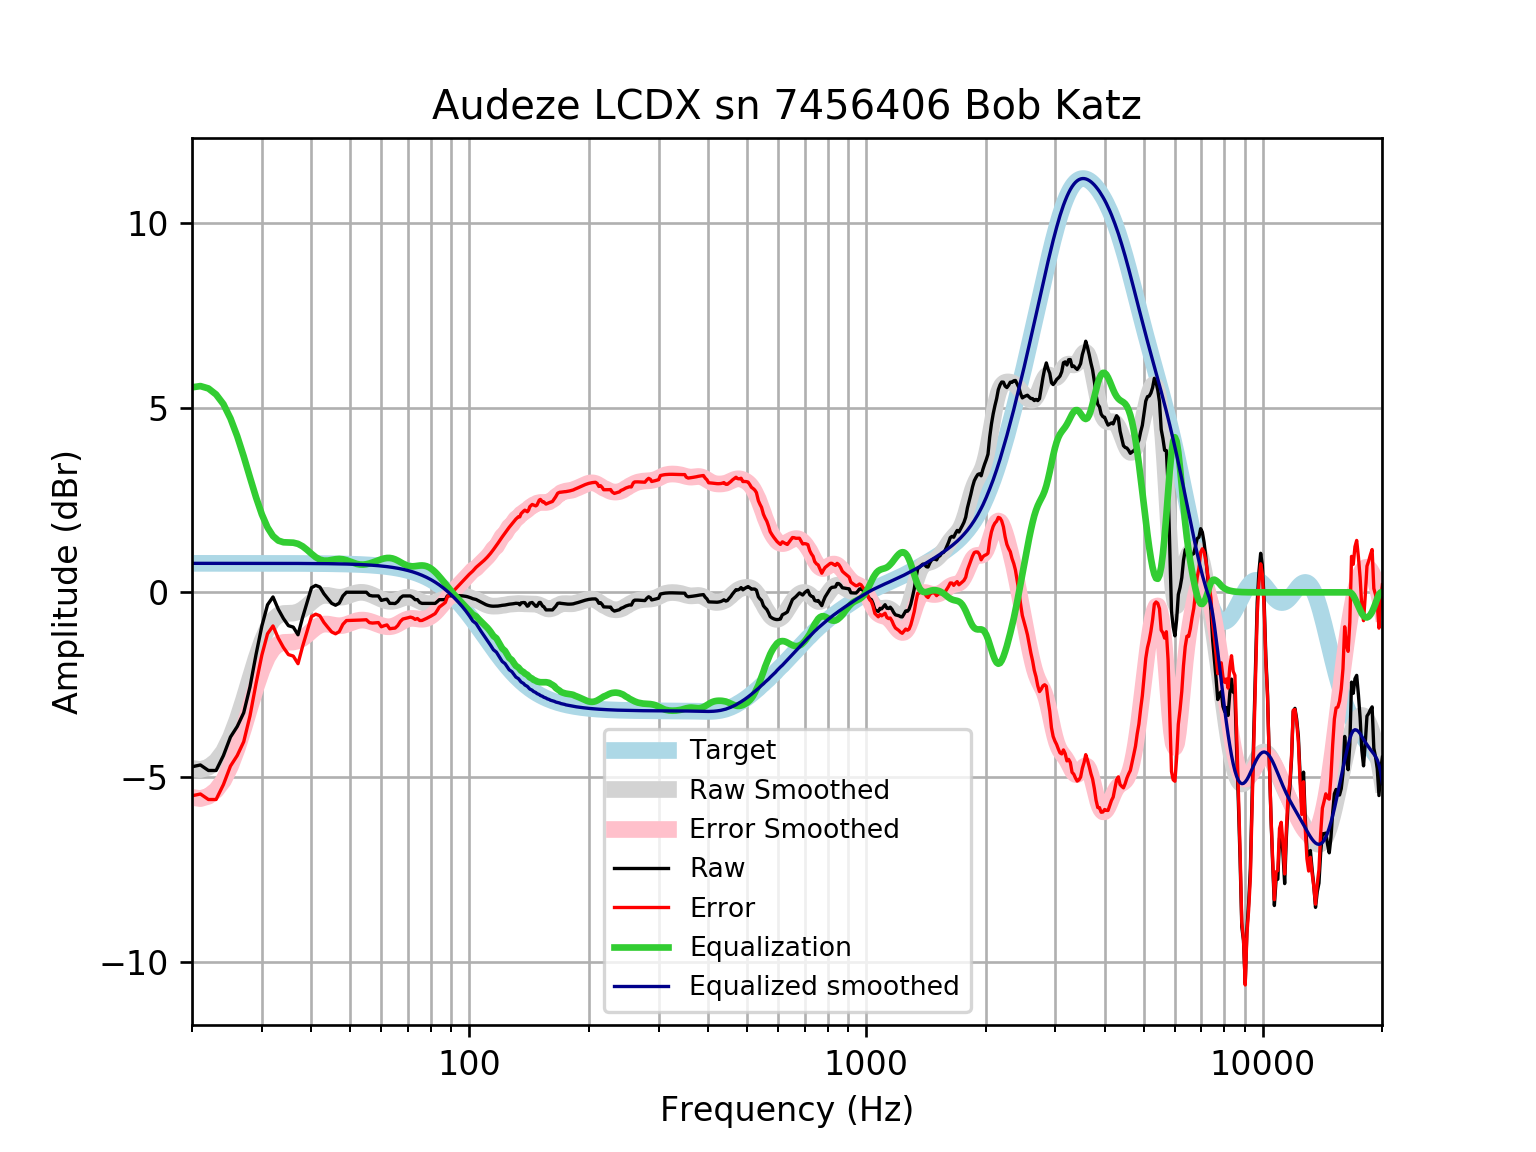 Audeze LCDX sn 7456406 Bob Katz
Amplitude (dBr)
10
5
0
−5
−10
Target
Raw Smoothed
Error Smoothed
Raw
Error
Equalization
Equalized smoothed
100
1000
10000
Frequency (Hz)